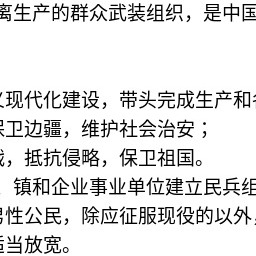 离生产的群众武装组织，是中国
现代化建设，带头完成生产和
保卫边疆，维护社会治安；
，抵抗侵略，保卫祖国。
、镇和企业事业单位建立民兵组
男性公民，除应征服现役的以外，
适当放宽。